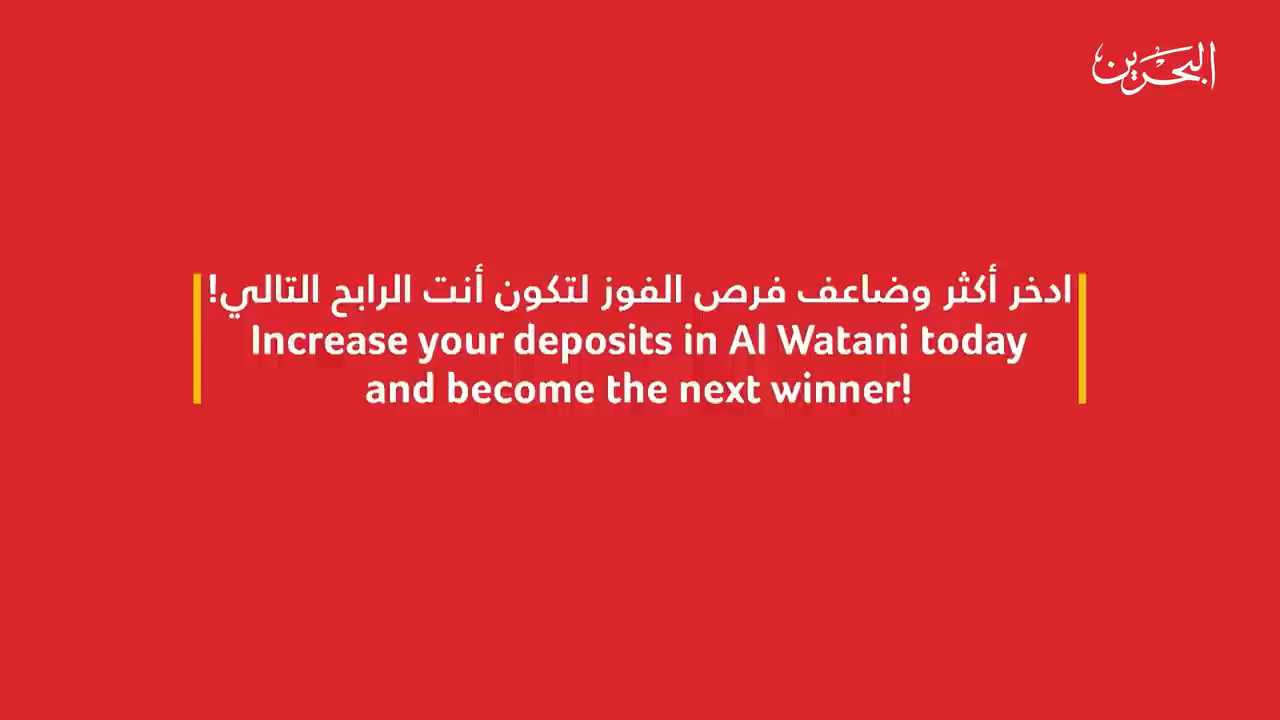 البحرين
ادخر أكثر وضاعف فرص الفوز لتكون أنت الرابح التالي!
Increase your deposits in Al Watani today
and become the next winner!